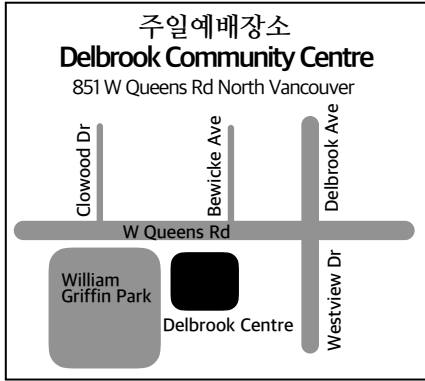 주일예배장소
Delbrook Community Centre
851 W Queens Rd North Vancouver
Clowood Dr
Bewicke Ave
Delbrook Ave
W Queens Rd
William
Griffin Park
Delbrook Centre
Westview Dr